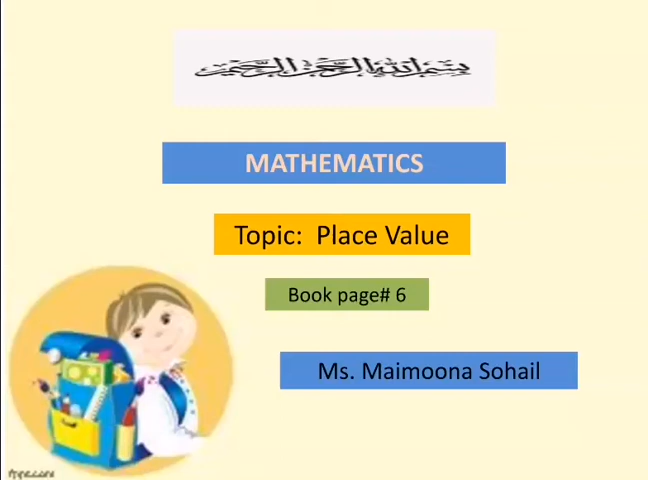 بسم الله الرحمن الرحيم
MATHEMATICS
Topic: Place Value
Book page# 6
Ms. Maimoona Sohail